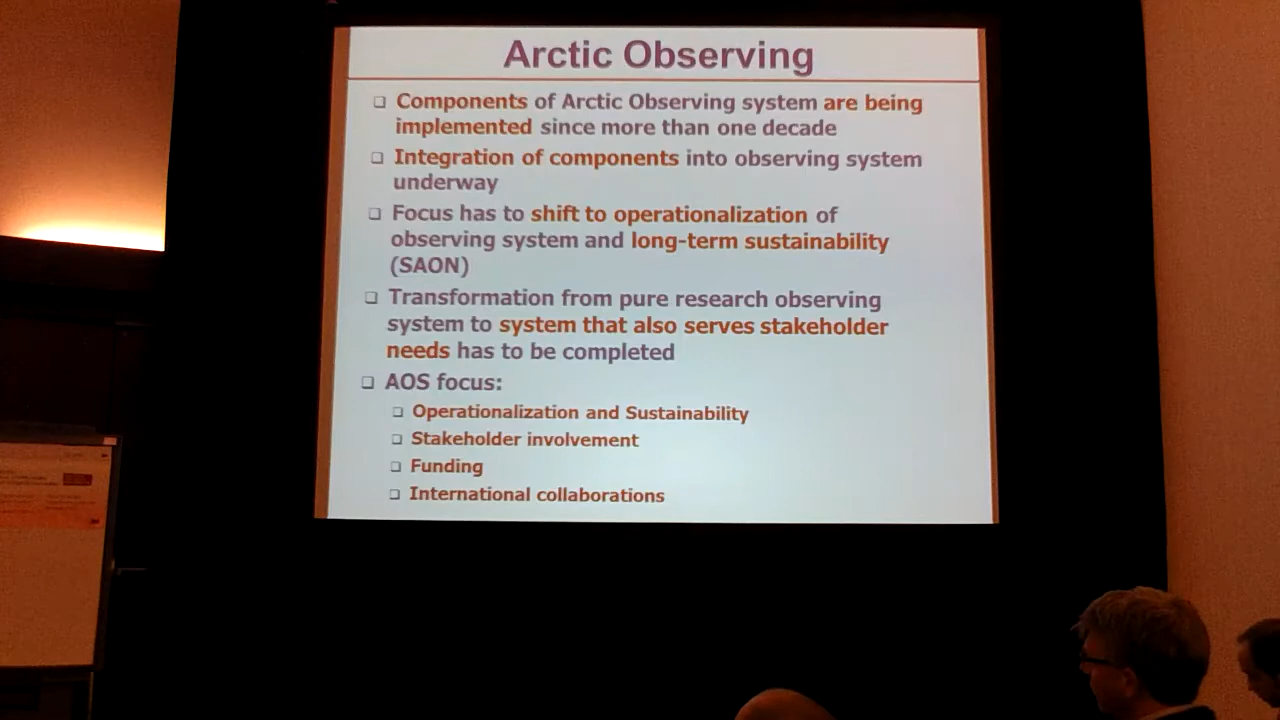 Arctic Observing
❑ Components of Arctic Observing system are being
implemented since more than one decade
❑ Integration of components into observing system
underway
❑ Focus has to shift to operationalization of
observing system and long-term sustainability
(SAON)
❑ Transformation from pure research observing
system to system that also serves stakeholder
needs has to be completed
❑ AOS focus:
❑ Operationalization and Sustainability
❑ Stakeholder involvement
❑ Funding
❑ International collaborations